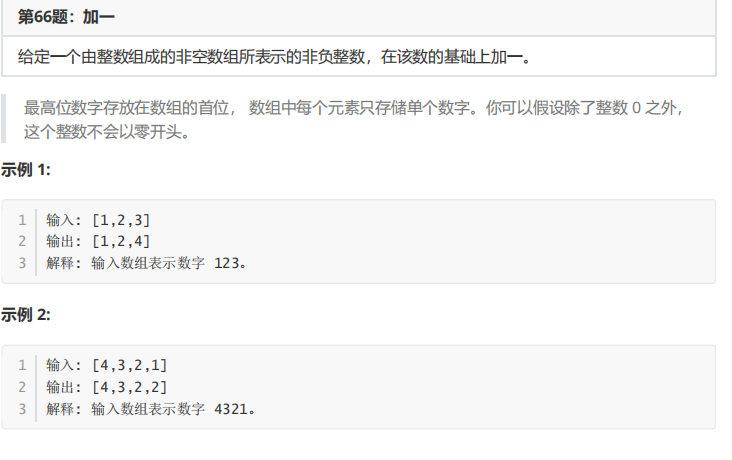 第66题：加一
给定一个由整数组成的非空数组所表示的非负整数，在该数的基础上加一。
最高位数字存放在数组的首位， 数组中每个元素只存储单个数字。你可以假设除了整数 0 之外，
这个整数不会以零开头。
示例 1:
1 输入: [1,2,3]
2 输出: [1,2,4]
3 解释: 输入数组表示数字 123。
示例 2:
1 输入: [4,3,2,1]
2 输出: [4,3,2,2]
3 解释: 输入数组表示数字 4321。